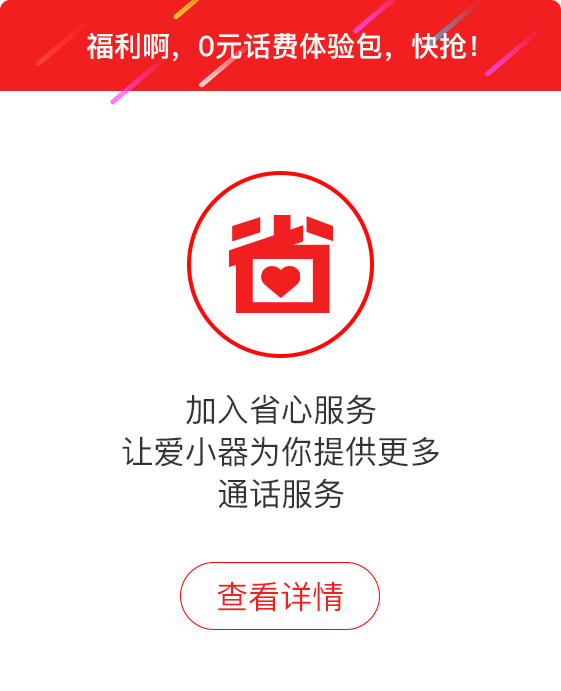 福利啊，0元话费体验包，快抢！
省
加入省心服务
让爱小器为你提供更多
通话服务
查看详情